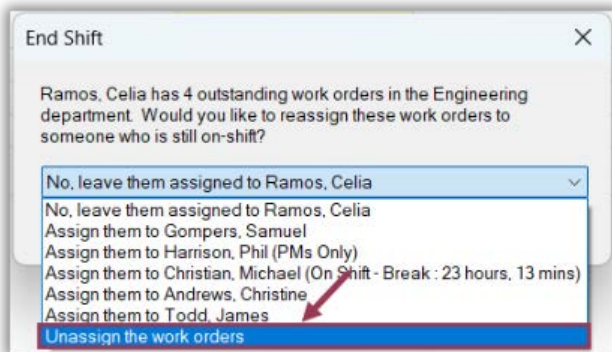 End Shift
Ramos, Celia has 4 outstanding work orders in the Engineering
department. Would you like to reassign these work orders to
someone who is still on-shift?
No, leave them assigned to Ramos, Celia
No, leave them assigned to Ramos, Celia
Assign them to Gompers, Samuel
Assign them to Harrison, Phil (PMs Only)
Assign them to Christian, Michael (On Shift - Break : 23 hours, 13 mins)
Assign them to Andrews, Christine
Assign them to Todd, James
Unassign the work orders